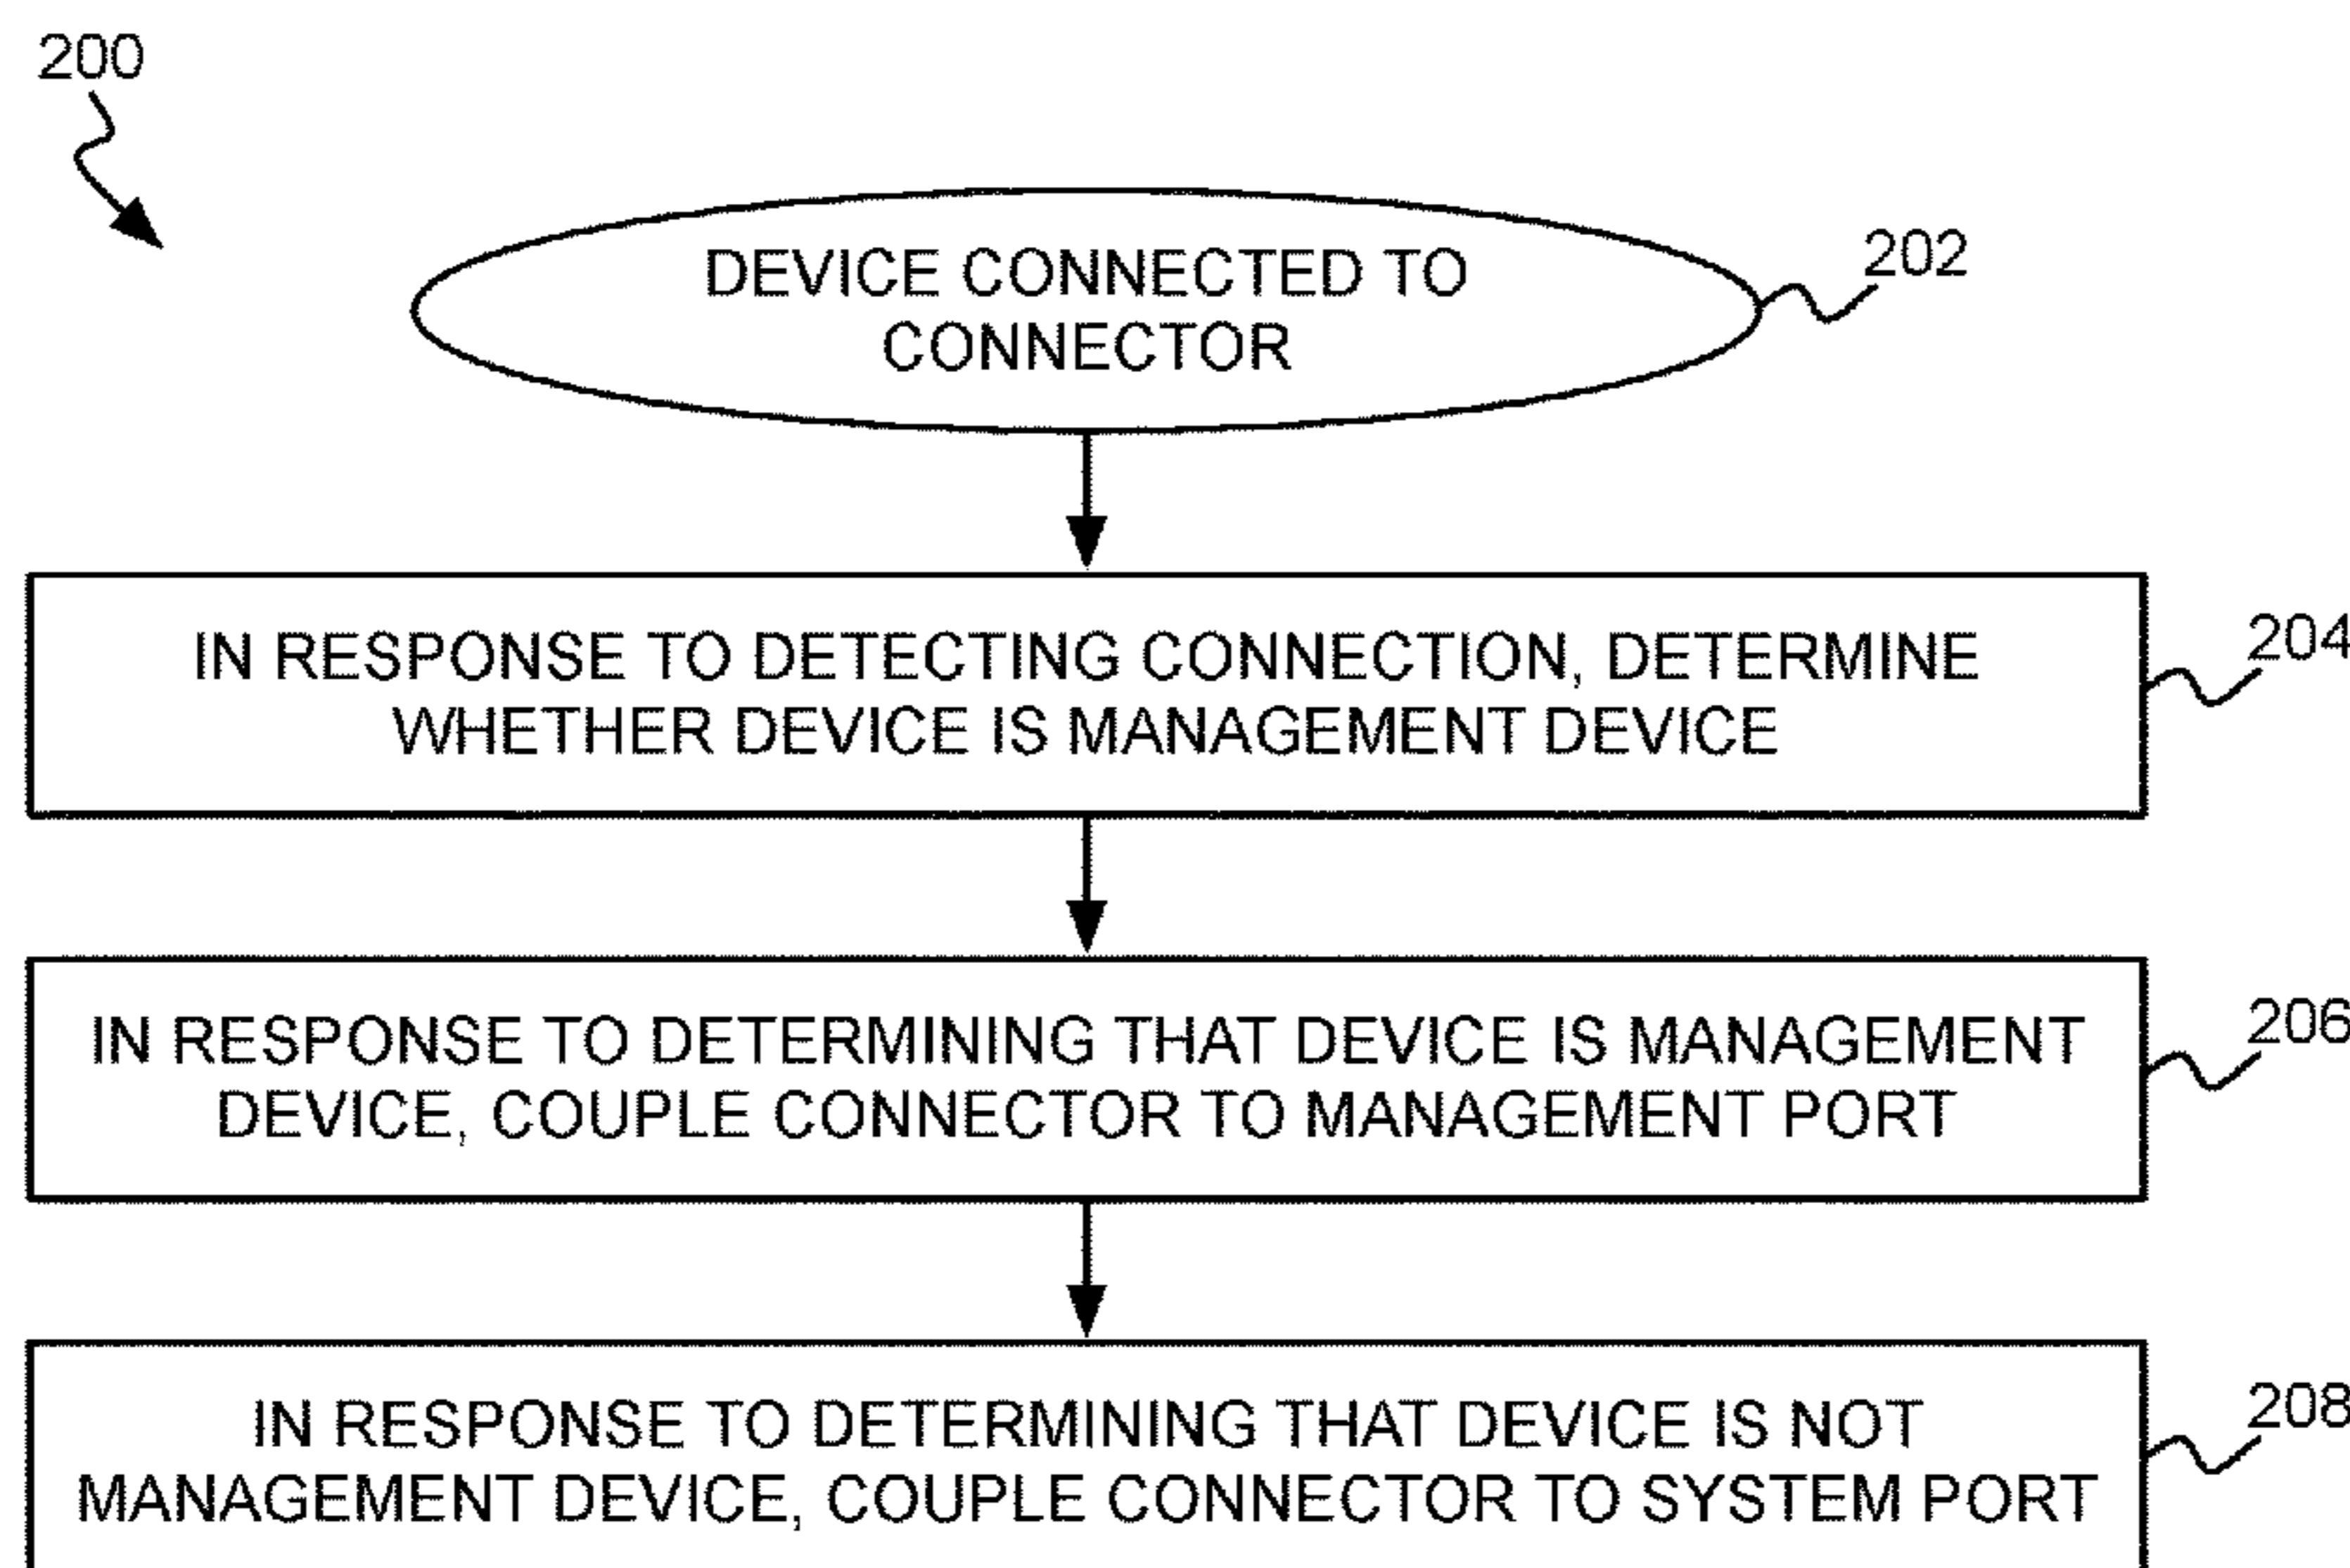 200
DEVICE CONNECTED TO
CONNECTOR
202
IN RESPONSE TO DETECTING CONNECTION, DETERMINE
WHETHER DEVICE IS MANAGEMENT DEVICE
204
IN RESPONSE TO DETERMINING THAT DEVICE IS MANAGEMENT
DEVICE, COUPLE CONNECTOR TO MANAGEMENT PORT
206
IN RESPONSE TO DETERMINING THAT DEVICE IS NOT
MANAGEMENT DEVICE, COUPLE CONNECTOR TO SYSTEM PORT
208